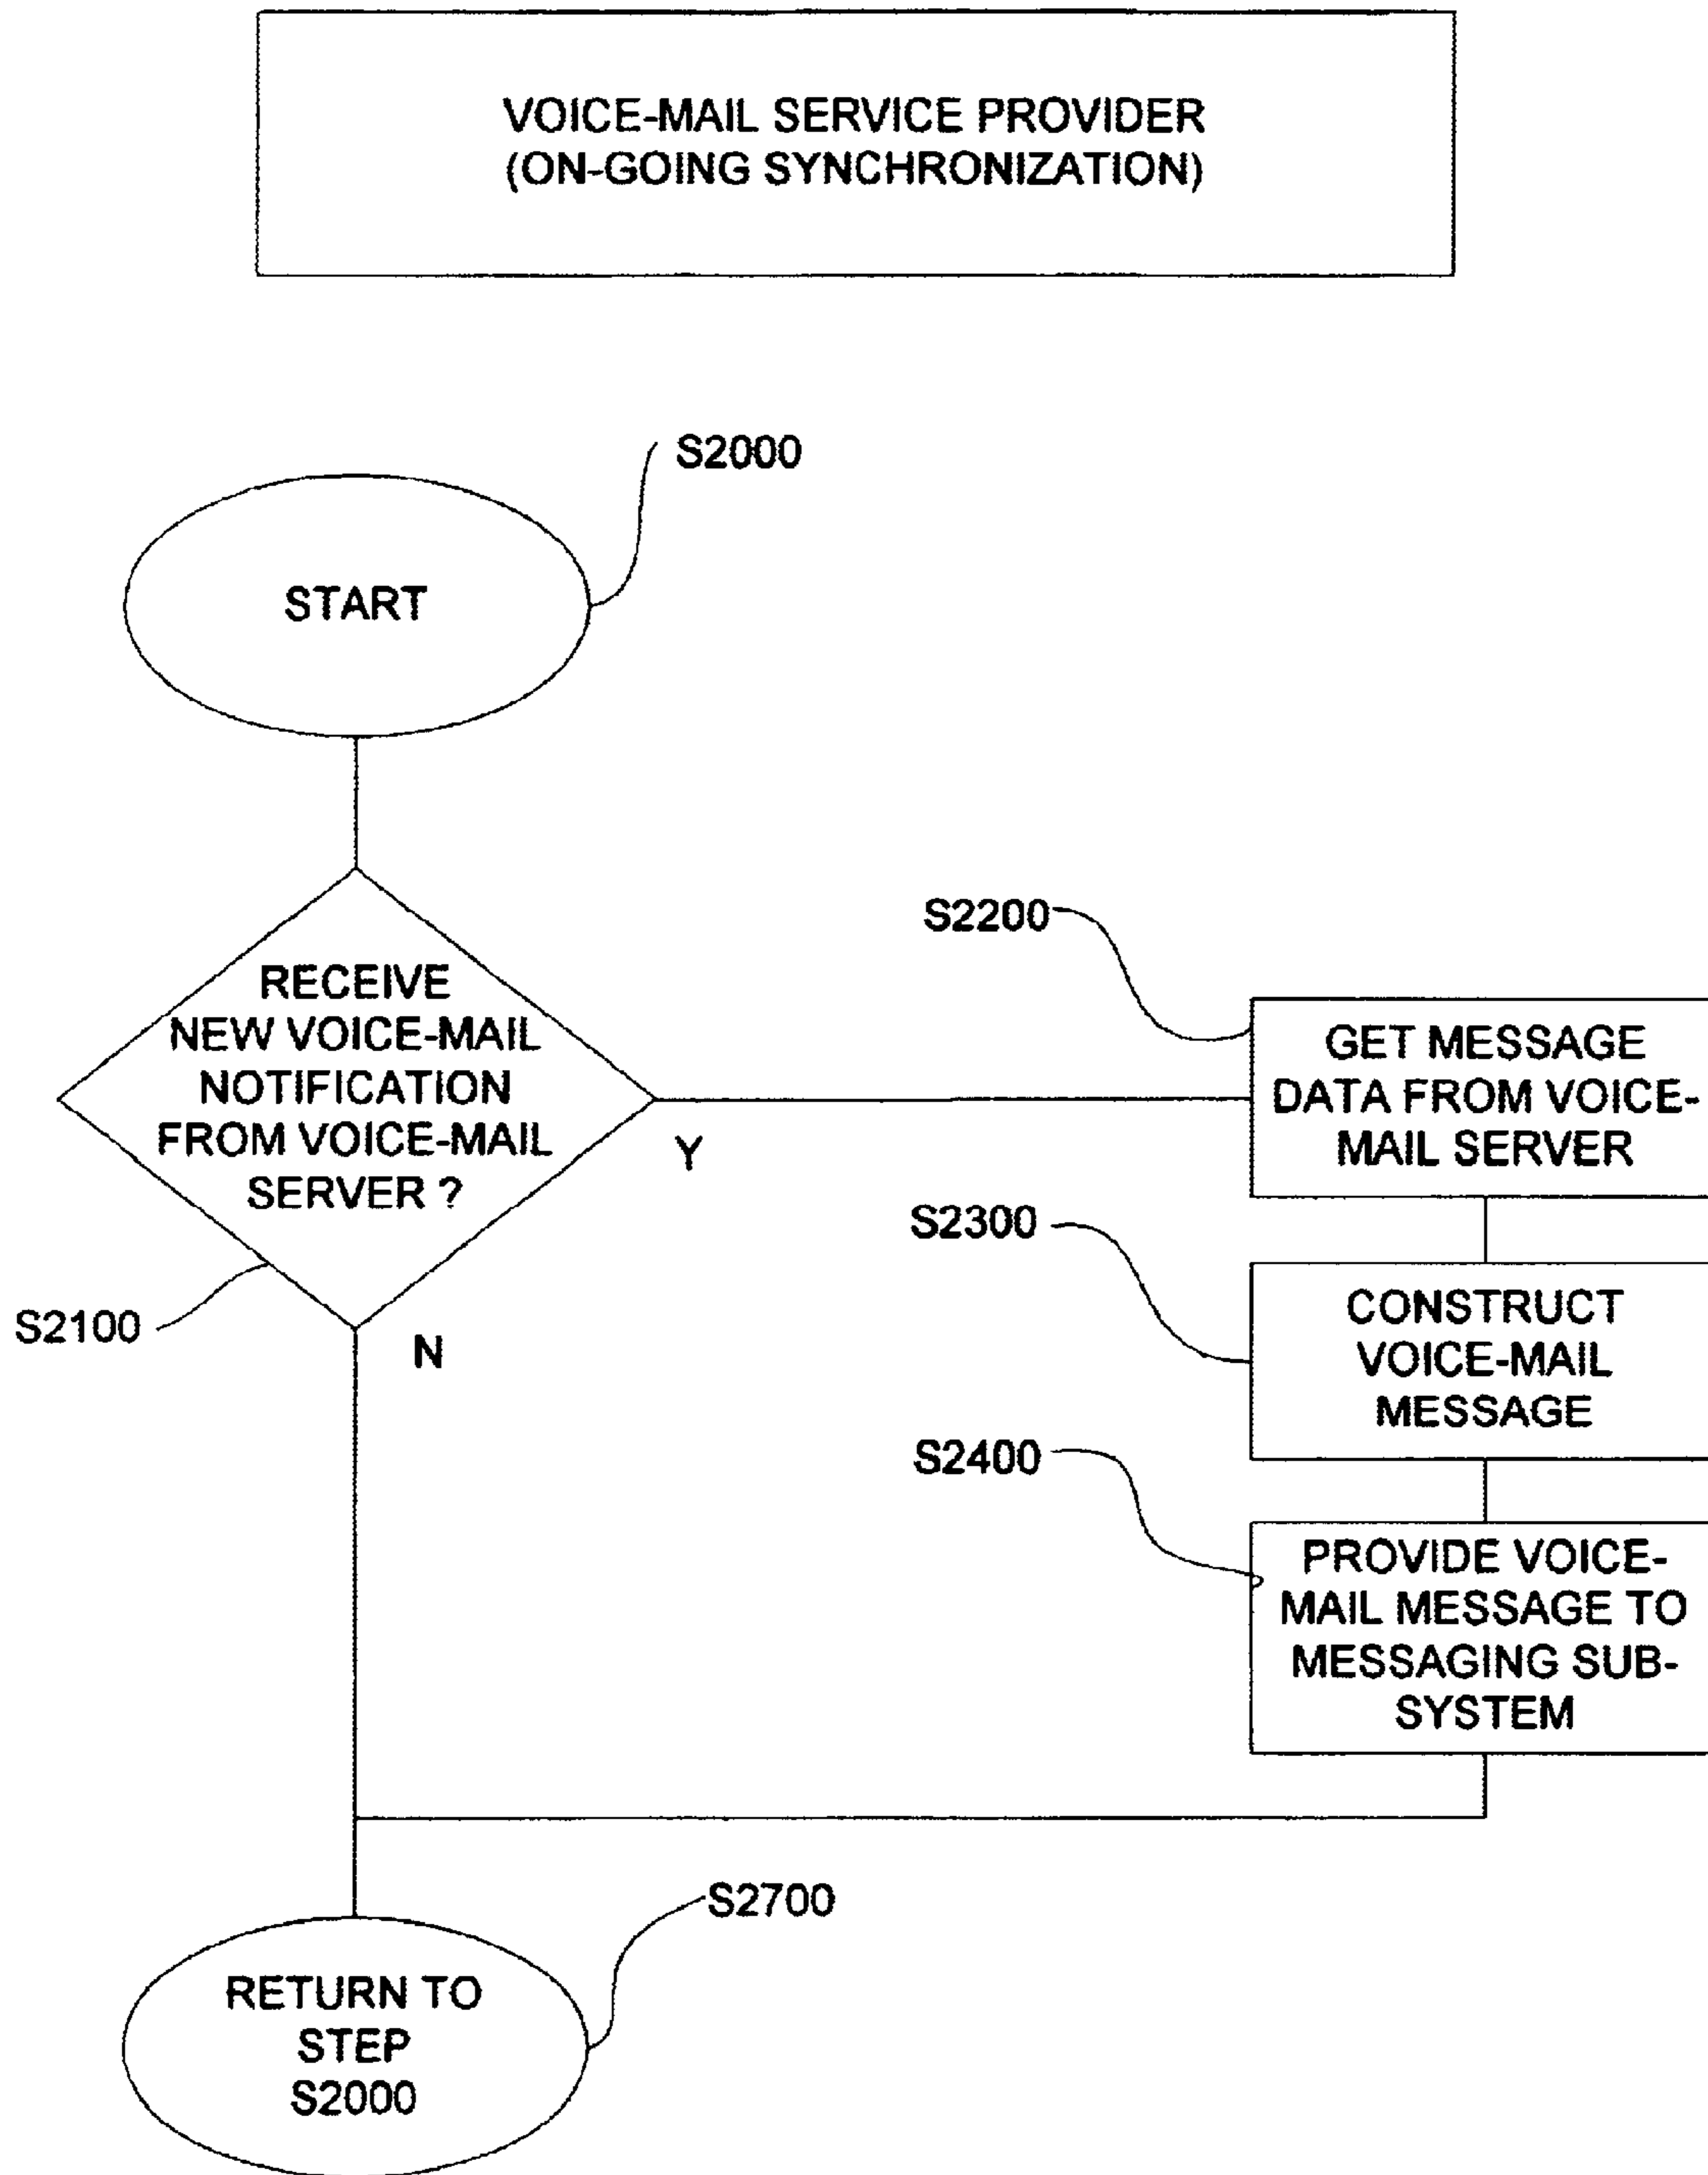 VOICE-MAIL SERVICE PROVIDER
(ON-GOING SYNCHRONIZATION)
S2000
START
RECEIVE
NEW VOICE-MAIL
NOTIFICATION
FROM VOICE-MAIL
SERVER ?
S2100
Y
N
S2200
GET MESSAGE
DATA FROM VOICE-
MAIL SERVER
S2300
CONSTRUCT
VOICE-MAIL
MESSAGE
S2400
PROVIDE VOICE-
MAIL MESSAGE TO
MESSAGING SUB-
SYSTEM
S2700
RETURN TO
STEP
S2000